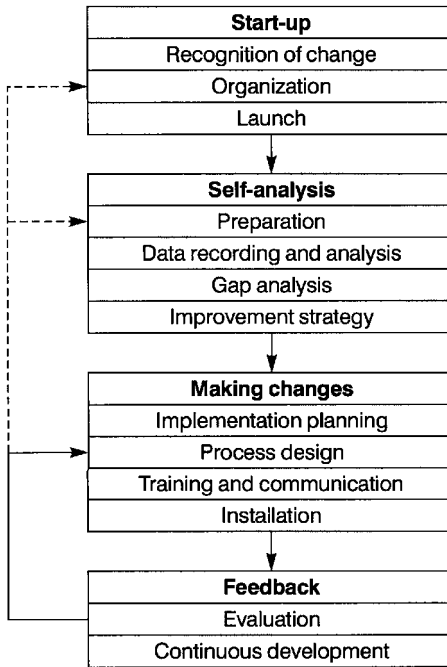 Start-up
Recognition of change
Organization
Launch
Self-analysis
Preparation
Data recording and analysis
Gap analysis
Improvement strategy
Making changes
Implementation planning
Process design
Training and communication
Installation
Feedback
Evaluation
Continuous development